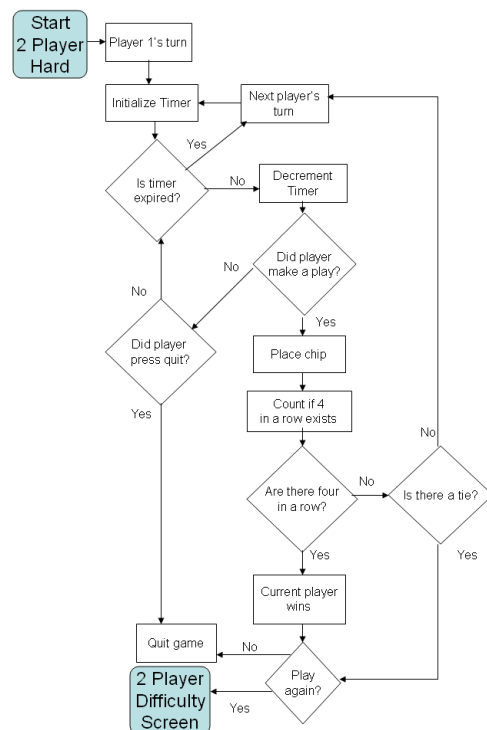 Start
2 Player
Hard
Player 1's turn
Initialize Timer
Next player's
turn
Yes
Is timer
expired?
No
Decrement
Timer
Did player
make a play?
No
No
Did player
press quit?
Yes
Place chip
Yes
Count if 4
in a row exists
No
Are there four
in a row?
No
Is there a tie?
Yes
Yes
Current player
wins
Quit game
No
Play
again?
2 Player
Difficulty
Screen
Yes